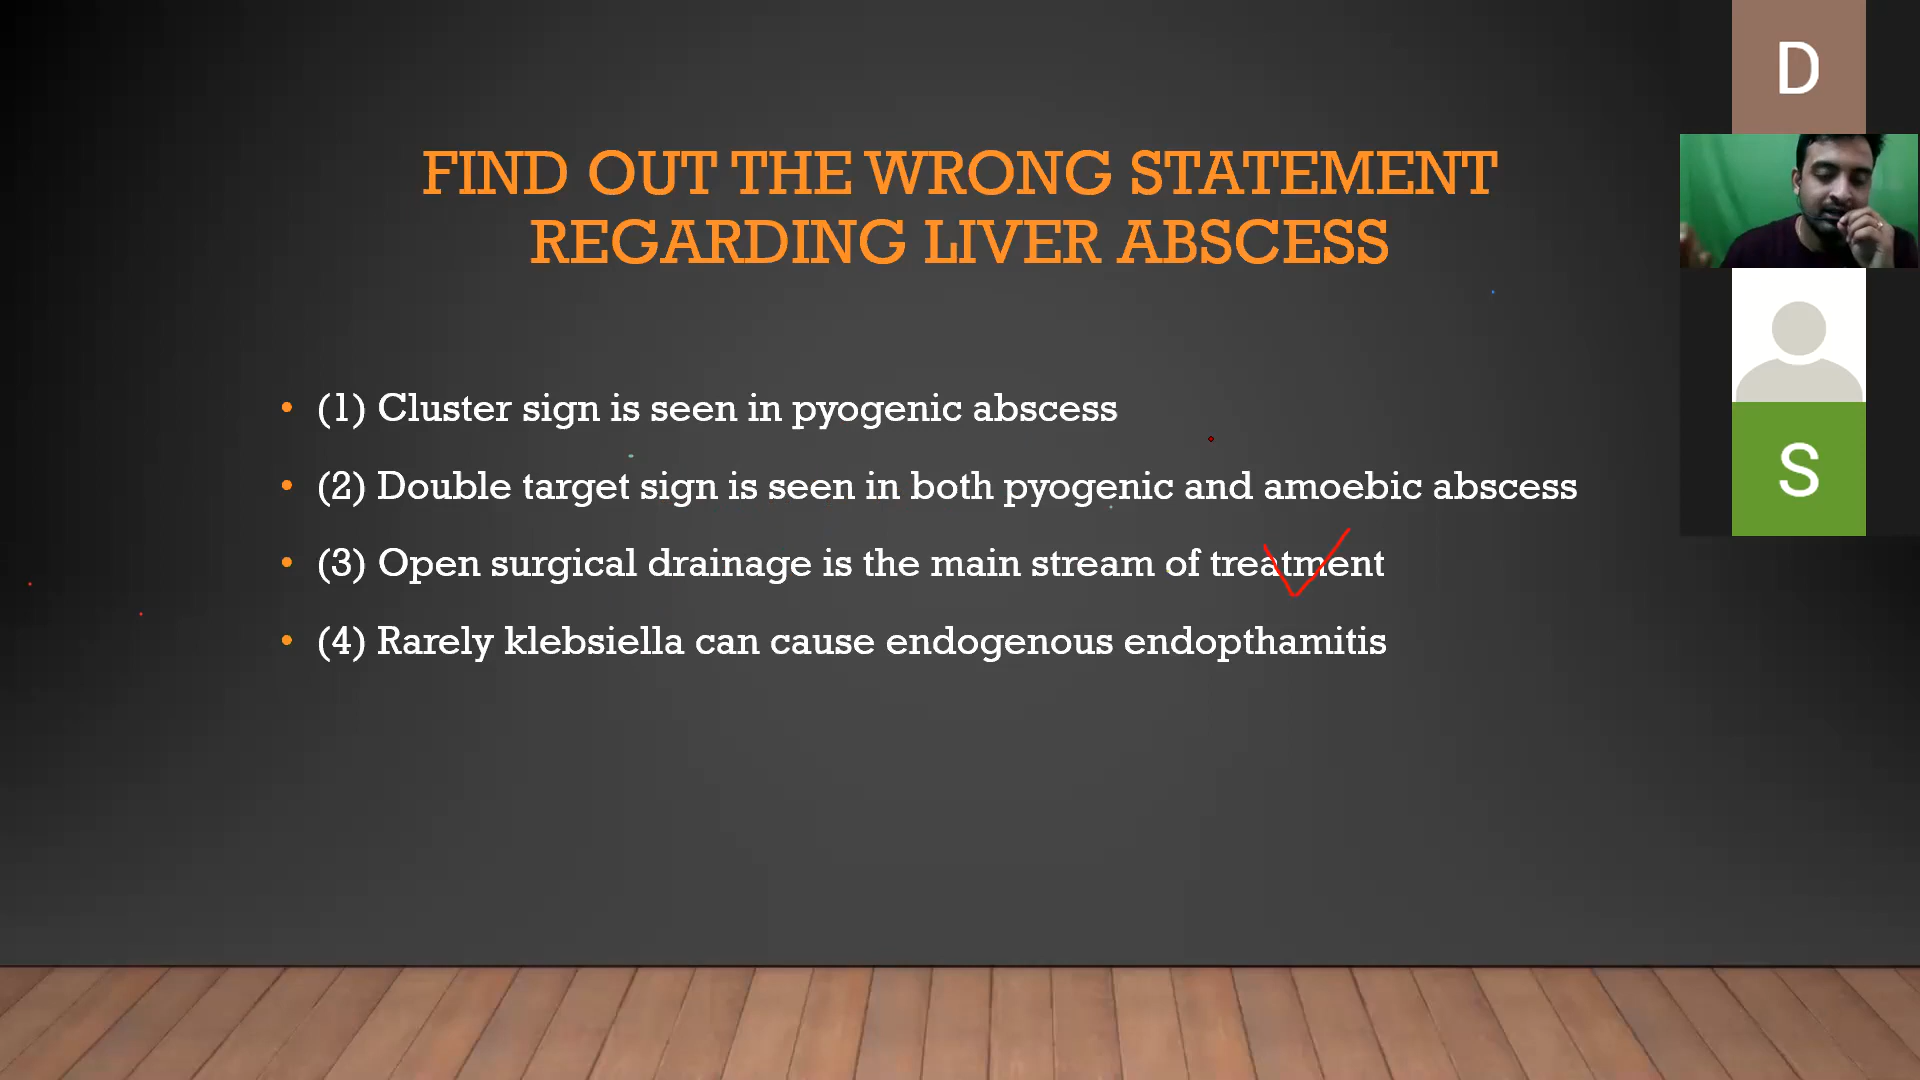 FIND OUT THE WRONG STATEMENT
REGARDING LIVER ABSCESS
• (1) Cluster sign is seen in pyogenic abscess
• (2) Double target sign is seen in both pyogenic and amoebic abscess
• (3) Open surgical drainage is the main stream of treatment
• (4) Rarely klebsiella can cause endogenous endopthamitis
D
S